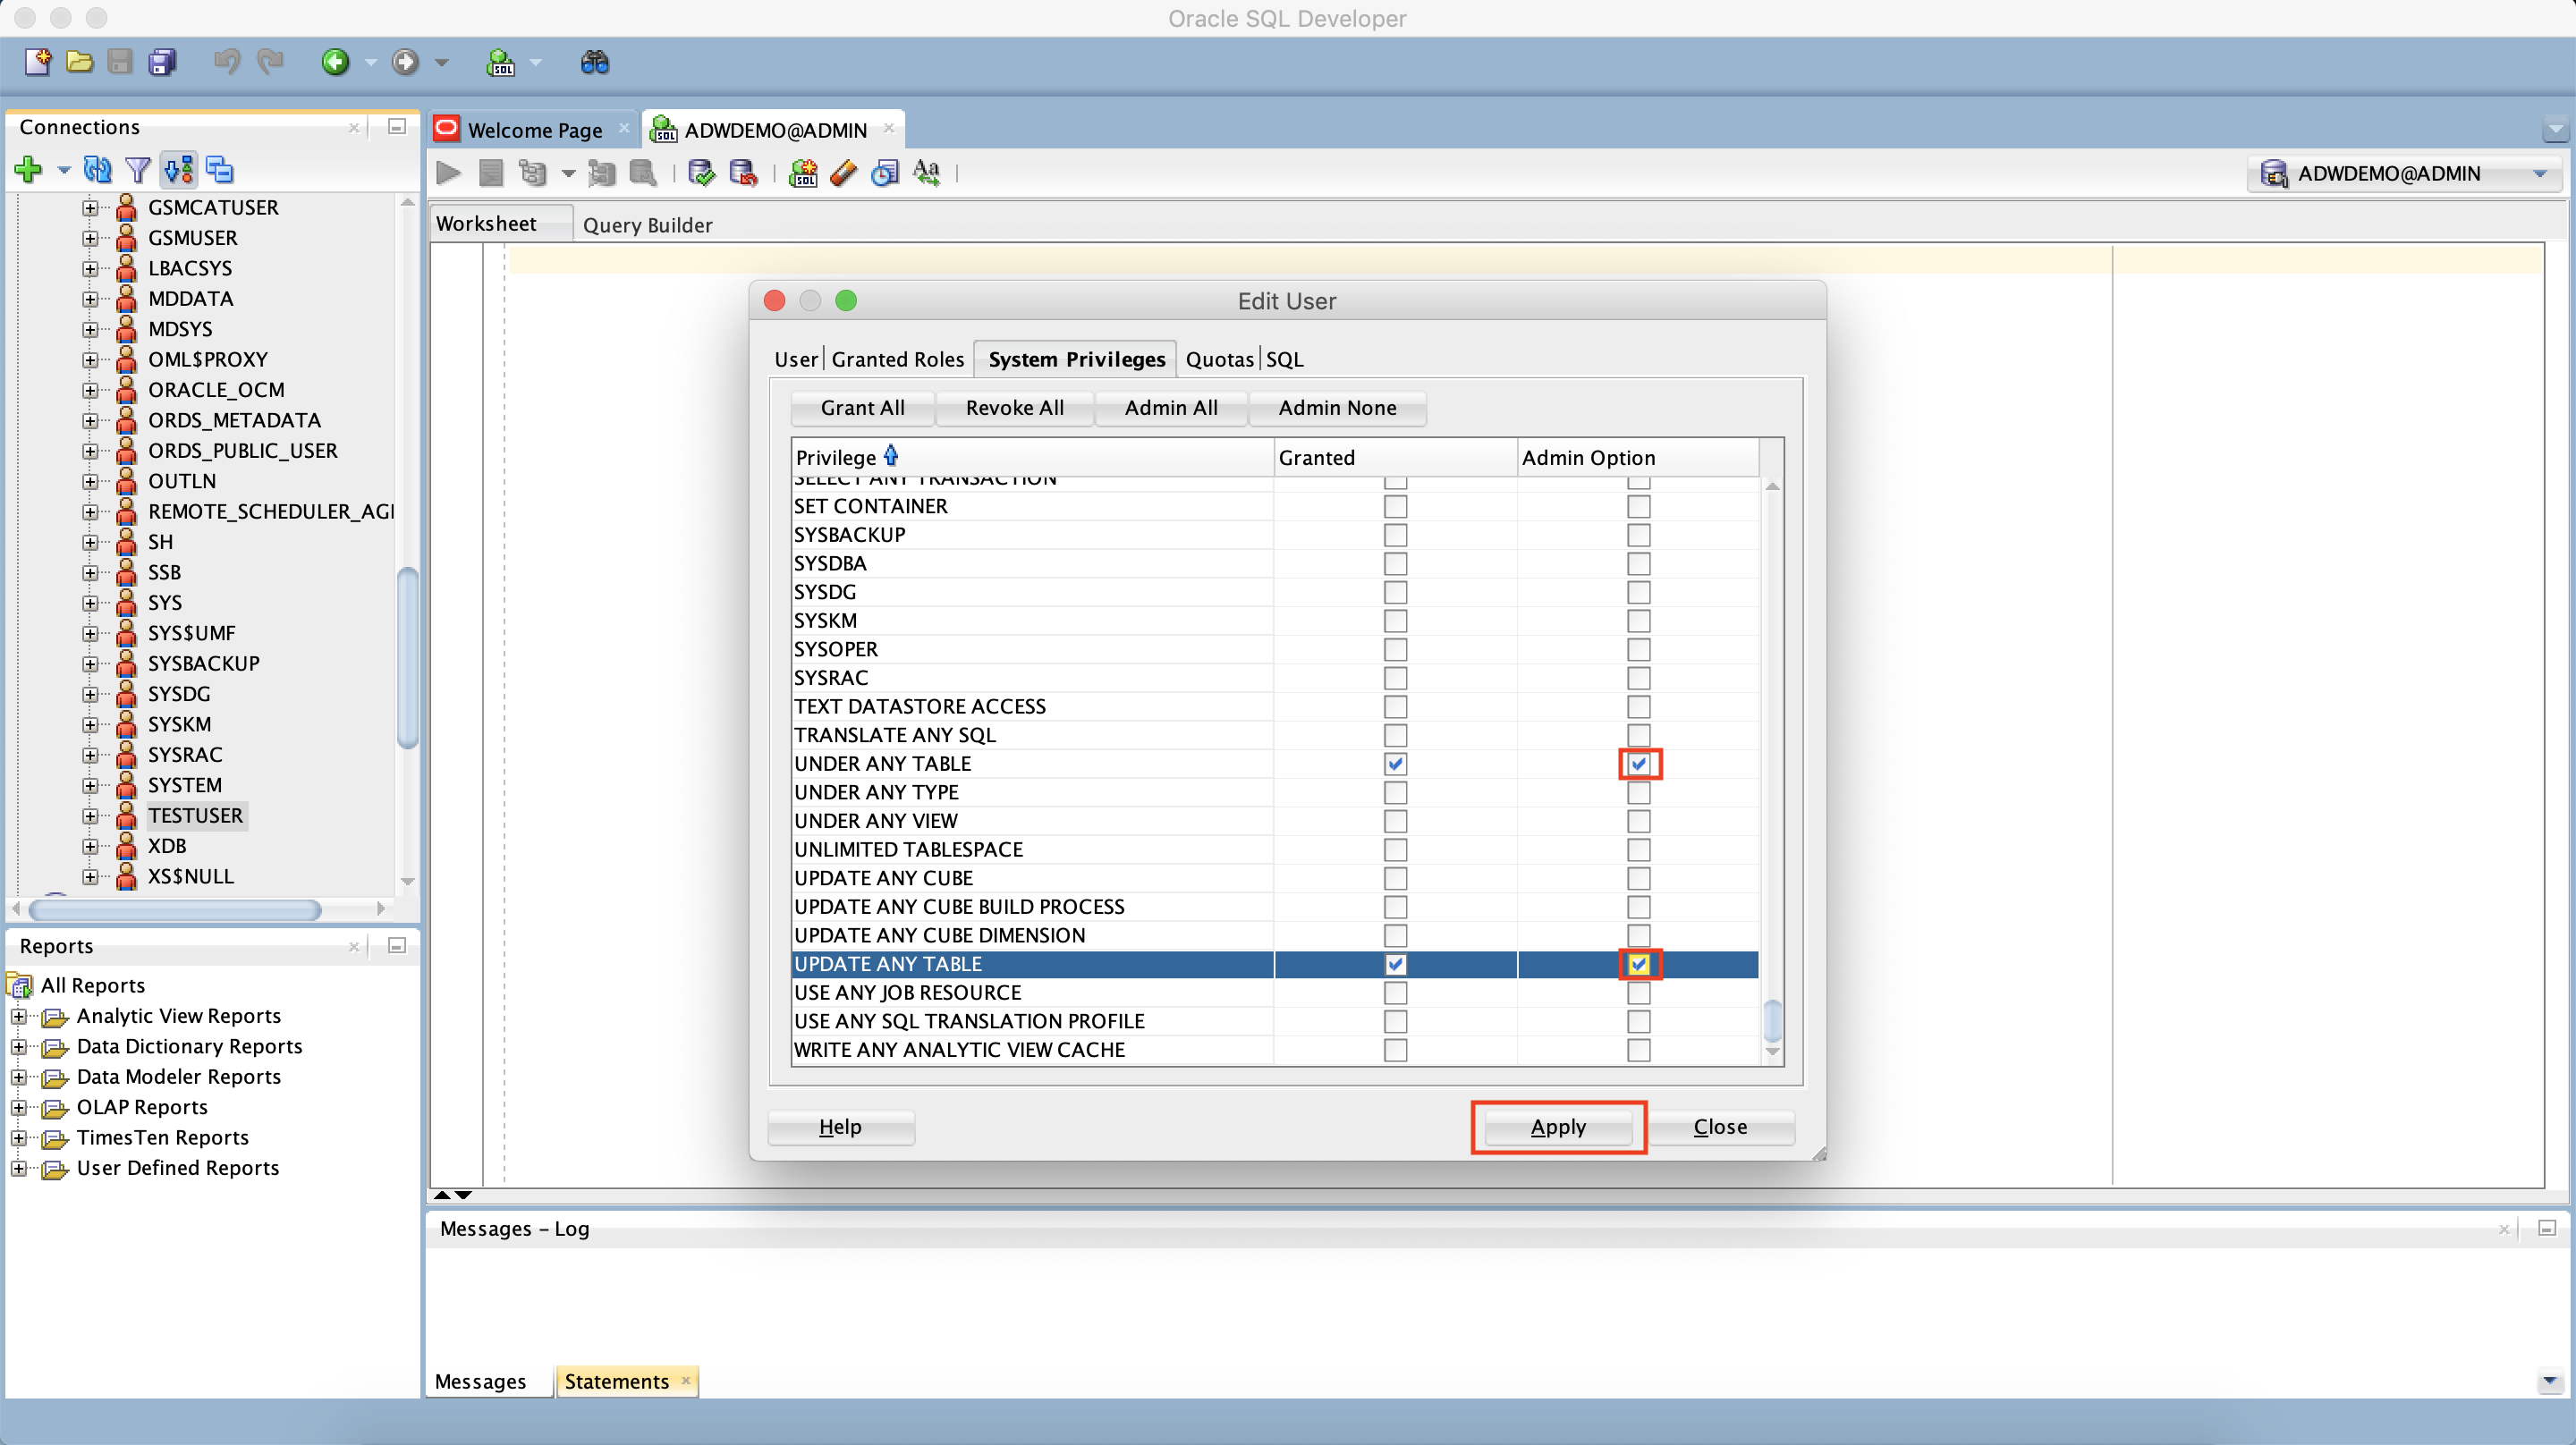 Oracle SQL Developer
Connections
GSMCATUSER
GSMUSER
LBACSYS
MDDATA
MDSYS
OML$PROXY
ORACLE_OCM
ORDS_METADATA
ORDS_PUBLIC_USER
OUTLN
REMOTE_SCHEDULER_AG
SH
SSB
SYS
SYS$UMF
SYSBACKUP
SYSDG
SYSKM
SYSRAC
SYSTEM
TESTUSER
XDB
XS$NULL
Reports
All Reports
Analytic View Reports
Data Dictionary Reports
Data Modeler Reports
OLAP Reports
TimesTen Reports
User Defined Reports
Welcome Page
ADWDEMO@ADMIN
ADWDEMO@ADMIN
Worksheet
Query Builder
Edit User
User Granted Roles System Privileges Quotas SQL
Grant All Revoke All Admin All Admin None
Privilege Granted Admin Option
SELECT ANY TRANSACTION
SET CONTAINER
SYSBACKUP
SYSDBA
SYSDG
SYSKM
SYSOPER
SYSRAC
TEXT DATASTORE ACCESS
TRANSLATE ANY SQL
UNDER ANY TABLE
UNDER ANY TYPE
UNDER ANY VIEW
UNLIMITED TABLESPACE
UPDATE ANY CUBE
UPDATE ANY CUBE BUILD PROCESS
UPDATE ANY CUBE DIMENSION
UPDATE ANY TABLE
USE ANY JOB RESOURCE
USE ANY SQL TRANSLATION PROFILE
WRITE ANY ANALYTIC VIEW CACHE
Help Apply Close
Messages - Log
Messages Statements